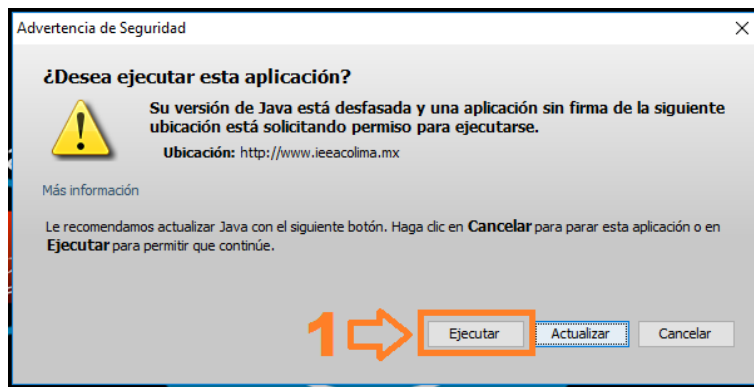 Advertencia de Seguridad
¿Desea ejecutar esta aplicación?
Su versión de Java está desfasada y una aplicación sin firma de la siguiente
ubicación está solicitando permiso para ejecutarse.
Ubicación: http://www.ieeacolima.mx
Más información
Le recomendamos actualizar Java con el siguiente botón. Haga clic en Cancelar para parar esta aplicación o en
Ejecutar para permitir que continúe.
1 Ejecutar Actualizar Cancelar